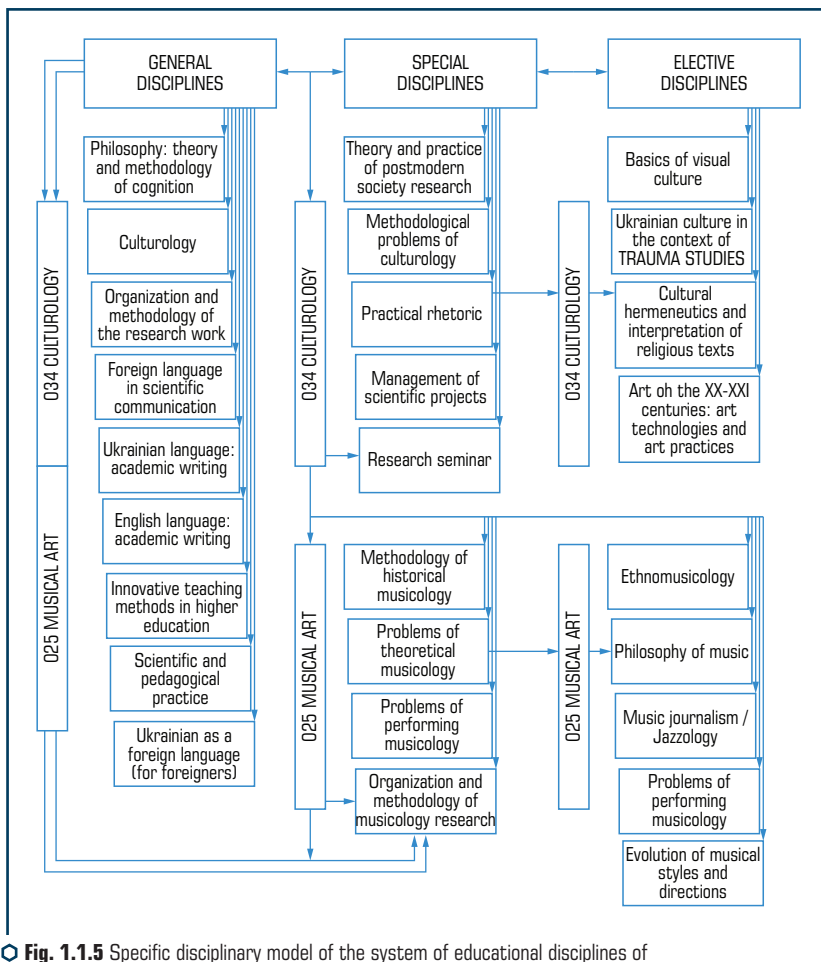 GENERAL
DISCIPLINES
SPECIAL
DISCIPLINES
ELECTIVE
DISCIPLINES
034 CULTUROLOGY
025 MUSICAL ART
Philosophy: theory
and methodology
of cognition
Culturology
Organization and
methodology of
the research work
Foreign language
in scientific
communication
Ukrainian language:
academic writing
English language:
academic writing
Innovative teaching
methods in higher
education
Scientific and
pedagogical
practice
Ukrainian as a
foreign language
(for foreigners)
034 CULTUROLOGY
Theory and practice
of postmodern
society research
Methodological
problems of
culturology
Practical rhetoric
Management of
scientific projects
Research seminar
034 CULTUROLOGY
Basics of visual
culture
Ukrainian culture in
the context of
TRAUMA STUDIES
Cultural
hermeneutics and
interpretation of
religious texts
Art oh the XX-XXI
centuries: art
technologies and
art practices
025 MUSICAL ART
Methodology of
historical
musicology
Problems of
theoretical
musicology
Problems of
performing
musicology
Organization and
methodology of
musicology research
025 MUSICAL ART
Ethnomusicology
Philosophy of music
Music journalism /
Jazzology
Problems of
performing
musicology
Evolution of musical
styles and
directions
Fig. 1.1.5 Specific disciplinary model of the system of educational disciplines of